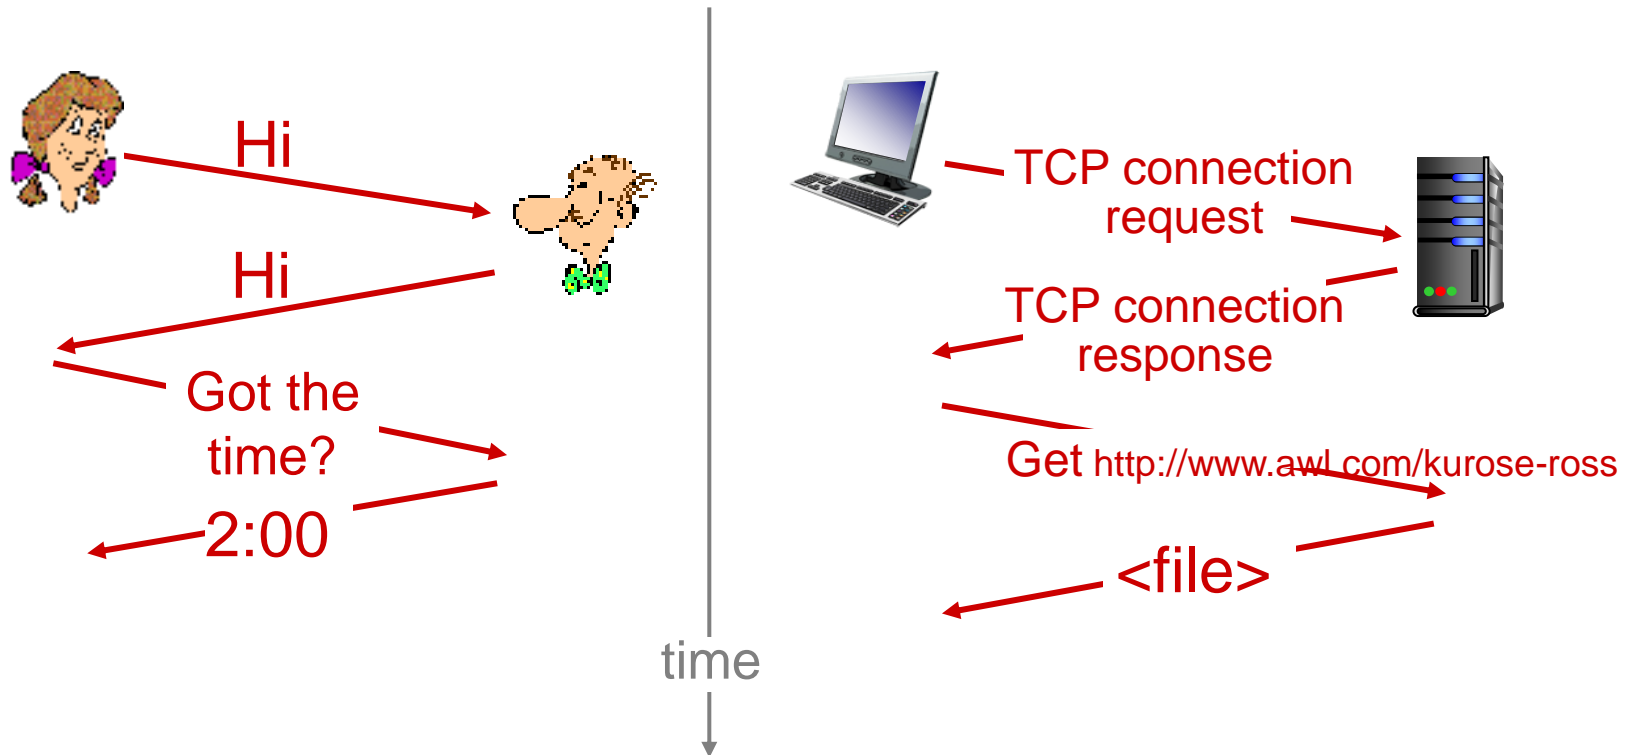 Hi
Hi
Got the
time?
2:00
time
TCP connection
request
TCP connection
response
Get http://www.awl.com/kurose-ross
<file>